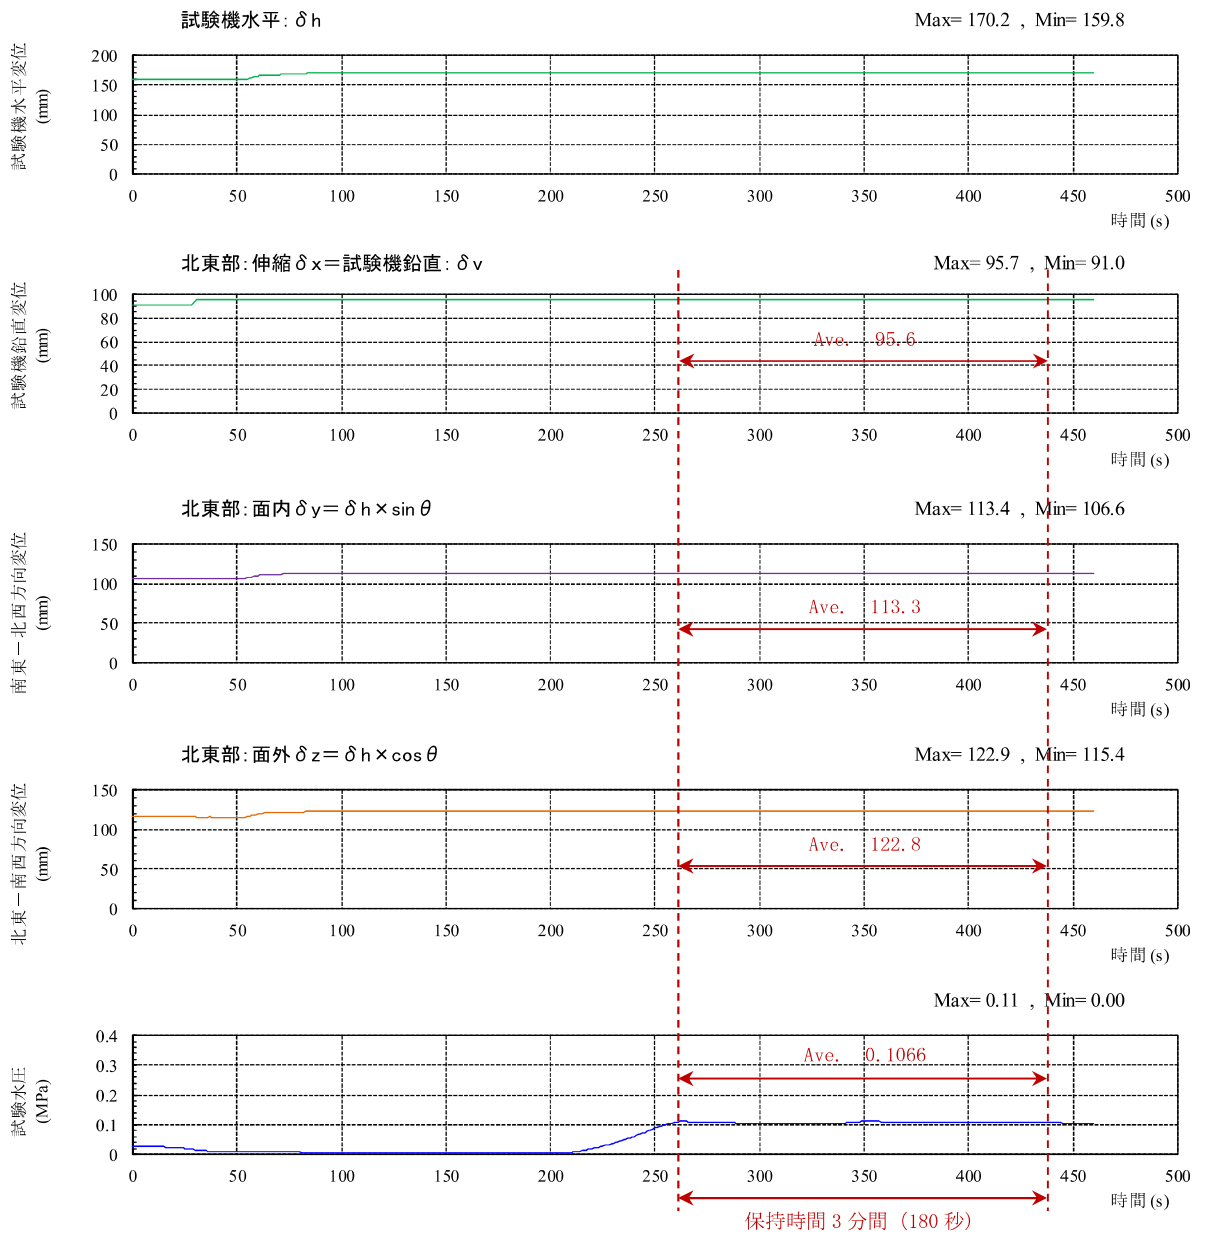 試験機水平：δh
Max= 170.2 , Min= 159.8
試験機水平変位
(mm)
200
150
100
50
0
0 50 100 150 200 250 300 350 400 450 500
時間 (s)
北東部：伸縮δx＝試験機鉛直：δv
Max= 95.7 , Min= 91.0
試験機鉛直変位
(mm)
100
80
60
40
20
0
Ave. 95.6
0 50 100 150 200 250 300 350 400 450 500
時間 (s)
北東部：面内δy＝δh×sinθ
Max= 113.4 , Min= 106.6
南東－北西方向変位
(mm)
150
100
50
0
Ave. 113.3
0 50 100 150 200 250 300 350 400 450 500
時間 (s)
北東部：面外δz＝δh×cosθ
Max= 122.9 , Min= 115.4
北東－南西方向変位
(mm)
150
100
50
0
Ave. 122.8
0 50 100 150 200 250 300 350 400 450 500
時間 (s)
Max= 0.11 , Min= 0.00
試験水圧
(MPa)
0.4
0.3
0.2
0.1
0
Ave. 0.1066
0 50 100 150 200 250 300 350 400 450 500
時間 (s)
保持時間 3 分間（180 秒）